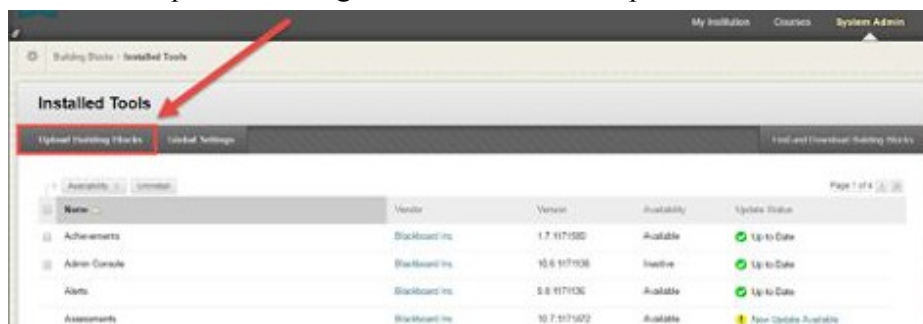 My Institution Courses System Admin
Building Blocks Installed Tools
Installed Tools
Upload Building Blocks Global Settings Find and Download Building Blocks
Availability Uninstall Page 1 of 4
Name Vendor Version Availability Update Status
Achievements Blackboard Inc. Available Up to Date
Admin Console Blackboard Inc. Inactive Up to Date
Alerts Blackboard Inc. Available Up to Date
Assessments Blackboard Inc. Available New Update Available